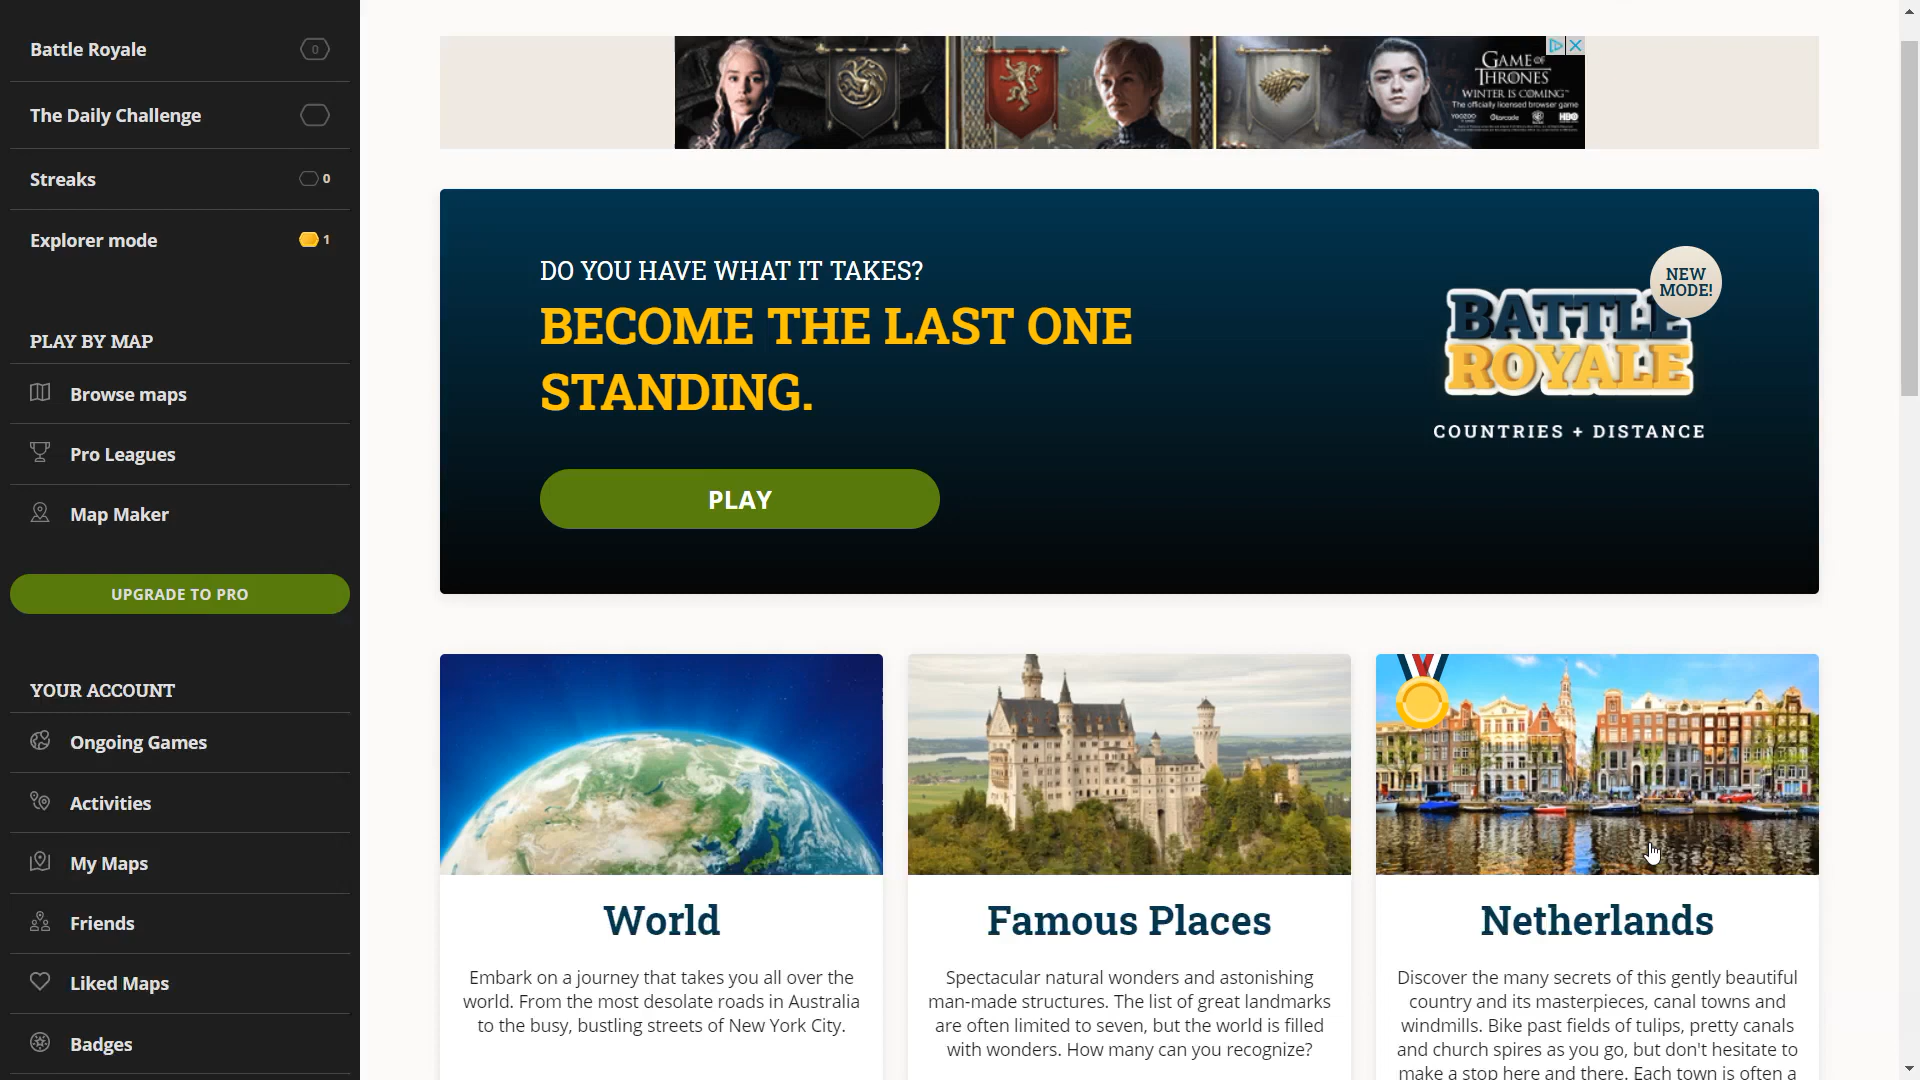 Battle Royale
0
The Daily Challenge
Streaks
0
Explorer mode
1
PLAY BY MAP
Browse maps
Pro Leagues
Map Maker
UPGRADE TO PRO
YOUR ACCOUNT
Ongoing Games
Activities
My Maps
Friends
Liked Maps
Badges
GAME OF
THRONES
WINTER IS COMING™
The officially licensed browser game
YOOZOO
HBO
DO YOU HAVE WHAT IT TAKES?
BECOME THE LAST ONE
STANDING.
PLAY
NEW
MODE!
BATTLE
ROYALE
COUNTRIES + DISTANCE
World
Embark on a journey that takes you all over the
world. From the most desolate roads in Australia
to the busy, bustling streets of New York City.
Famous Places
Spectacular natural wonders and astonishing
man-made structures. The list of great landmarks
are often limited to seven, but the world is filled
with wonders. How many can you recognize?
Netherlands
Discover the many secrets of this gently beautiful
country and its masterpieces, canal towns and
windmills. Bike past fields of tulips, pretty canals
and church spires as you go, but don't hesitate to
make a stop here and there. Each town is often a